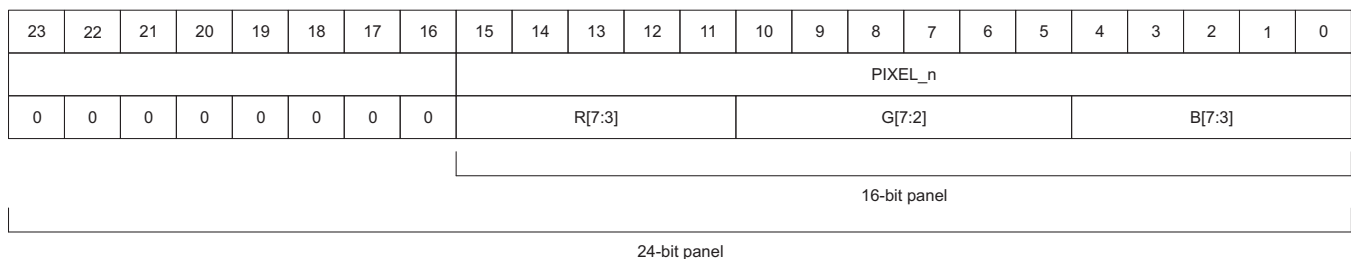 23 22 21 20 19 18 17 16 15 14 13 12 11 10 9 8 7 6 5 4 3 2 1 0
PIXEL_n
0 0 0 0 0 0 0 0 R[7:3] G[7:2] B[7:3]
16-bit panel
24-bit panel